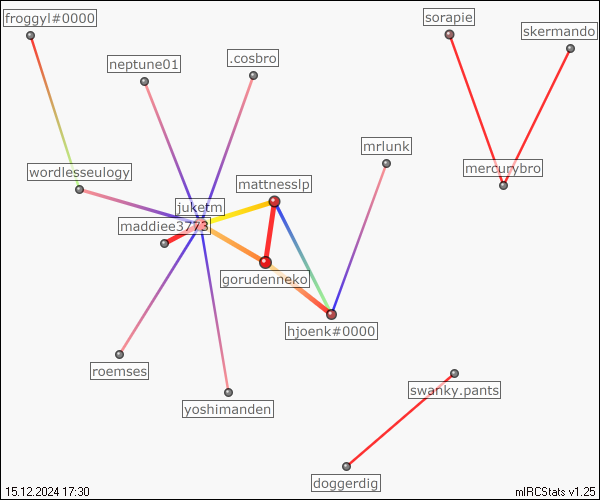 froggyl#0000
sorapie
skermando
neptune01
.cosbro
mrlunk
wordlesseulogy
mercurybro
mattnesslp
juketm
maddiee3773
gorudenneko
hjoenk#0000
roemses
swanky.pants
yoshimanden
doggerdig
15.12.2024 17:30
mIRCStats v1.25